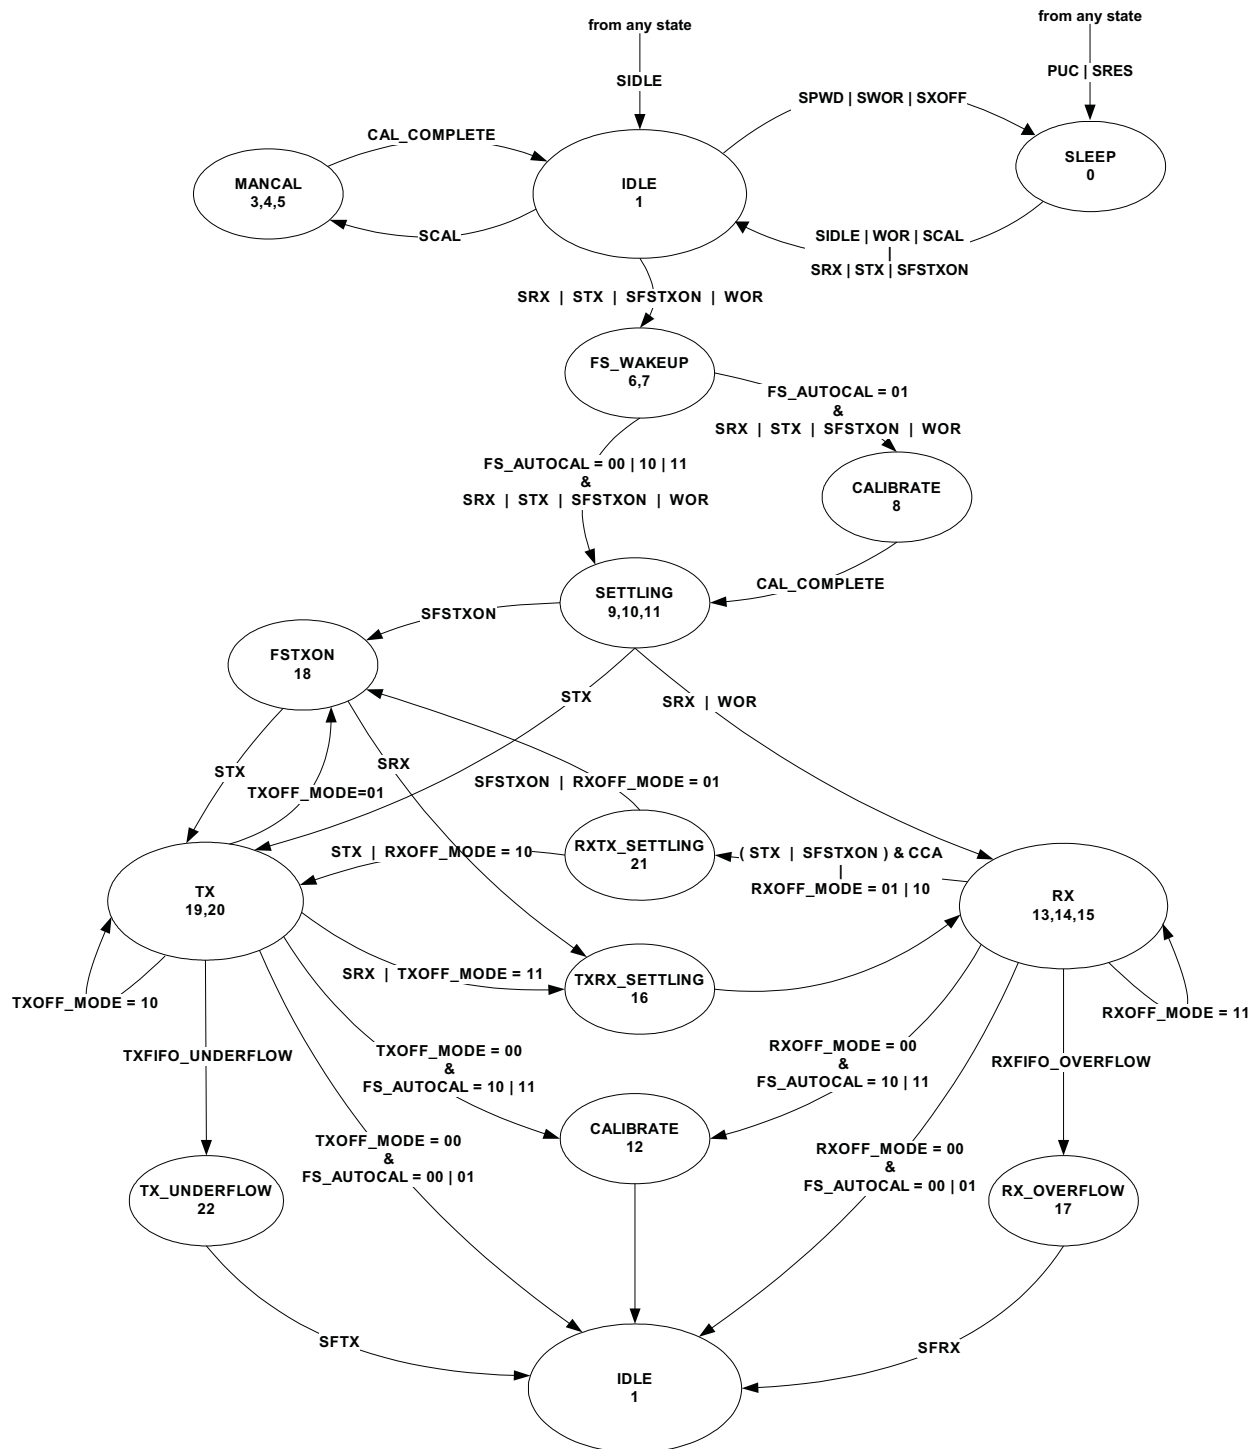 from any state
from any state
SIDLE
PUC | SRES
SPWD | SWOR | SXOFF
CAL_COMPLETE
SLEEP
0
MANCAL
3,4,5
IDLE
1
SCAL
SIDLE | WOR | SCAL
|
SRX | STX | SFSTXON
SRX | STX | SFSTXON | WOR
FS_WAKEUP
6,7
FS_AUTOCAL = 01
&
SRX | STX | SFSTXON | WOR
FS_AUTOCAL = 00 | 10 | 11
&
SRX | STX | SFSTXON | WOR
CALIBRATE
8
CAL_COMPLETE
SETTLING
9,10,11
SFSTXON
FSTXON
18
STX
SRX | WOR
STX
SRX
TXOFF_MODE=01
SFSTXON | RXOFF_MODE = 01
STX | RXOFF_MODE = 10
RXTX_SETTLING
21
( STX | SFSTXON ) & CCA
|
RXOFF_MODE = 01 | 10
TX
19,20
RX
13,14,15
SRX | TXOFF_MODE = 11
TXRX_SETTLING
16
TXOFF_MODE = 10
RXOFF_MODE = 11
TXFIFO_UNDERFLOW
TXOFF_MODE = 00
&
FS_AUTOCAL = 10 | 11
RXOFF_MODE = 00
&
FS_AUTOCAL = 10 | 11
RXFIFO_OVERFLOW
CALIBRATE
12
TXOFF_MODE = 00
&
FS_AUTOCAL = 00 | 01
RXOFF_MODE = 00
&
FS_AUTOCAL = 00 | 01
TX_UNDERFLOW
22
RX_OVERFLOW
17
SFTX
SFRX
IDLE
1